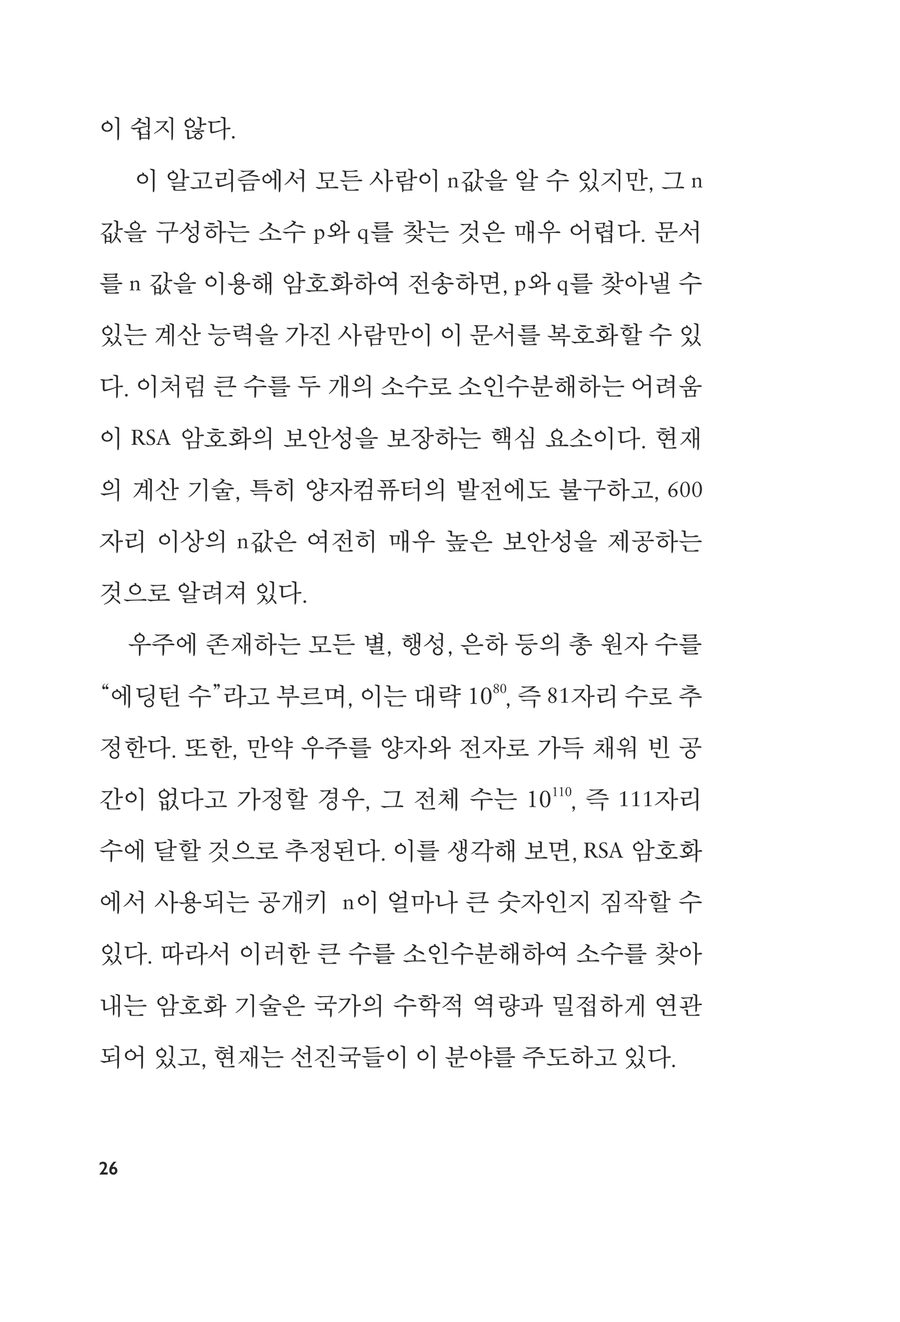 이 쉽지 않다.
이 알고리즘에서 모든 사람이 n값을 알 수 있지만, 그 n
값을 구성하는 소수 p와 q를 찾는 것은 매우 어렵다. 문서
를 n 값을 이용해 암호화하여 전송하면, p와 q를 찾아낼 수
있는 계산 능력을 가진 사람만이 이 문서를 복호화할 수 있
다. 이처럼 큰 수를 두 개의 소수로 소인수분해하는 어려움
이 RSA 암호화의 보안성을 보장하는 핵심 요소이다. 현재
의 계산 기술, 특히 양자컴퓨터의 발전에도 불구하고, 600
자리 이상의 n값은 여전히 매우 높은 보안성을 제공하는
것으로 알려져 있다.
우주에 존재하는 모든 별, 행성, 은하 등의 총 원자 수를
“에딩턴 수”라고 부르며, 이는 대략 10⁸⁰, 즉 81자리 수로 추
정한다. 또한, 만약 우주를 양자와 전자로 가득 채워 빈 공
간이 없다고 가정할 경우, 그 전체 수는 10¹¹⁰, 즉 111자리
수에 달할 것으로 추정된다. 이를 생각해 보면, RSA 암호화
에서 사용되는 공개키 n이 얼마나 큰 숫자인지 짐작할 수
있다. 따라서 이러한 큰 수를 소인수분해하여 소수를 찾아
내는 암호화 기술은 국가의 수학적 역량과 밀접하게 연관
되어 있고, 현재는 선진국들이 이 분야를 주도하고 있다.
26